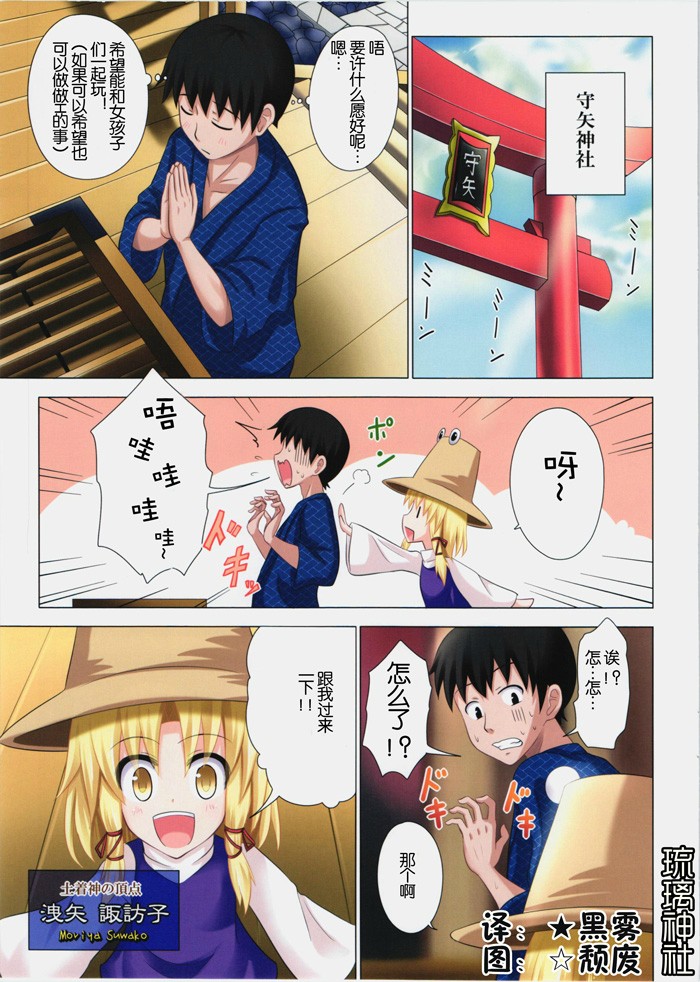 守矢神社
守矢
ミーン
ミーン
ミーン
唔
要许什么愿好呢…
嗯…
希望能和女孩子
们一起玩！
（如果可以希望也
可以做做H的事）
呀~
ポン
唔
哇
哇
哇
哇~
ドキッ
诶!?
怎…怎…
怎么了!?
ドキ
ドキ
那个啊
跟我过来
一下!!
土着神の頂点
洩矢 諏訪子
Moriya Suwako
译：★黑雾
图：☆颓废
琉璃神社